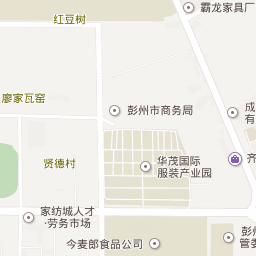 霸龙家具厂
红豆树
廖家瓦窑
彭州市商务局
成
有
华茂国际
服装产业园
齐
贤德村
家纺城人才
·劳务市场
今麦郎食品公司
彭州
管委